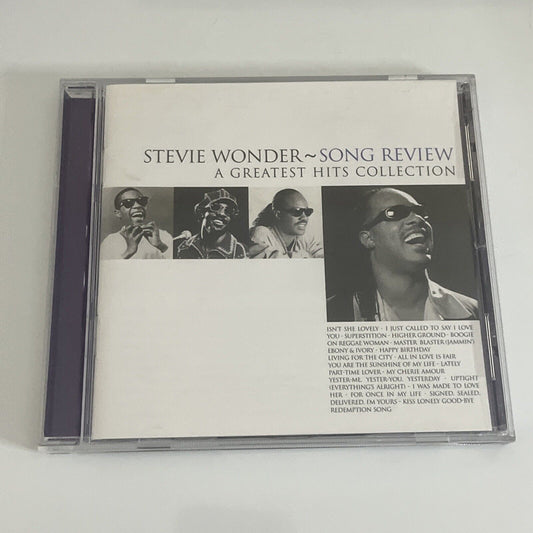 STEVIE WONDER~SONG REVIEW
A GREATEST HITS COLLECTION
ISN'T SHE LOVELY · I JUST CALLED TO SAY I LOVE
YOU · SUPERSTITION · HIGHER GROUND · BOOGIE
ON REGGAE WOMAN · MASTER BLASTER (JAMMIN')
EBONY & IVORY · HAPPY BIRTHDAY
LIVING FOR THE CITY · ALL IN LOVE IS FAIR
YOU ARE THE SUNSHINE OF MY LIFE · LATELY
PART-TIME LOVER · MY CHERIE AMOUR
YESTER-ME, YESTER-YOU, YESTERDAY · UPTIGHT
(EVERYTHING'S ALRIGHT) · I WAS MADE TO LOVE
HER · FOR ONCE IN MY LIFE · SIGNED, SEALED,
DELIVERED, I'M YOURS · KISS LONELY GOOD-BYE
REDEMPTION SONG